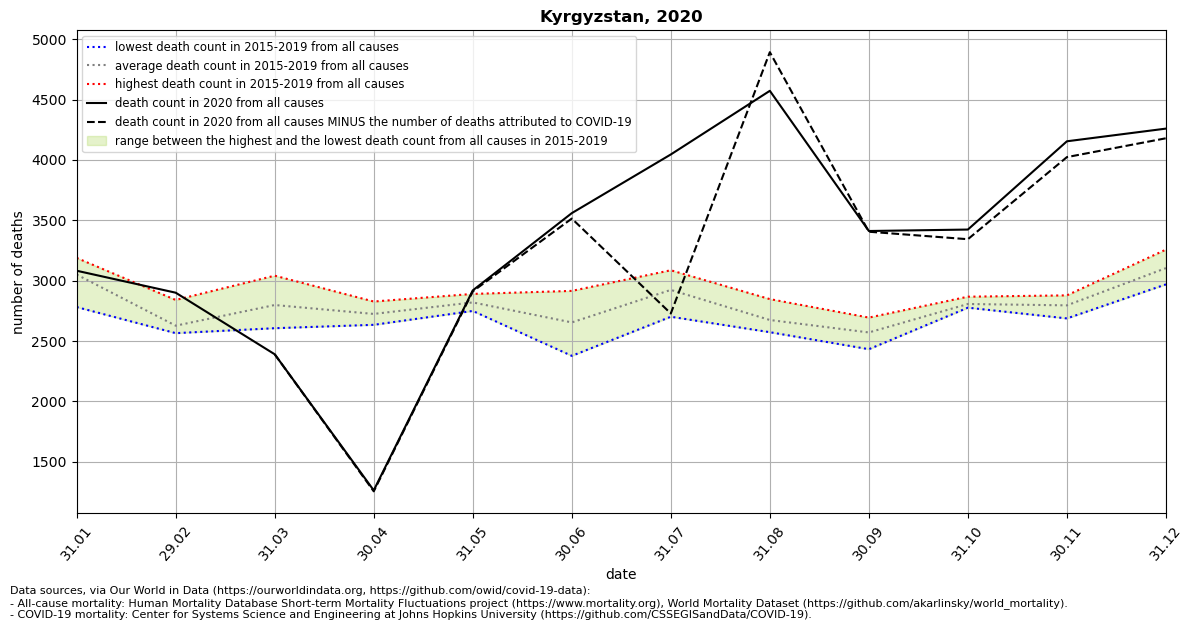 Kyrgyzstan, 2020
lowest death count in 2015-2019 from all causes
average death count in 2015-2019 from all causes
highest death count in 2015-2019 from all causes
death count in 2020 from all causes
death count in 2020 from all causes MINUS the number of deaths attributed to COVID-19
range between the highest and the lowest death count from all causes in 2015-2019
number of deaths
5000
4500
4000
3500
3000
2500
2000
1500
31.01
29.02
31.03
30.04
31.05
30.06
31.07
31.08
30.09
31.10
30.11
31.12
date
Data sources, via Our World in Data (https://ourworldindata.org, https://github.com/owid/covid-19-data):
- All-cause mortality: Human Mortality Database Short-term Mortality Fluctuations project (https://www.mortality.org), World Mortality Dataset (https://github.com/akarlinsky/world_mortality).
- COVID-19 mortality: Center for Systems Science and Engineering at Johns Hopkins University (https://github.com/CSSEGISandData/COVID-19).